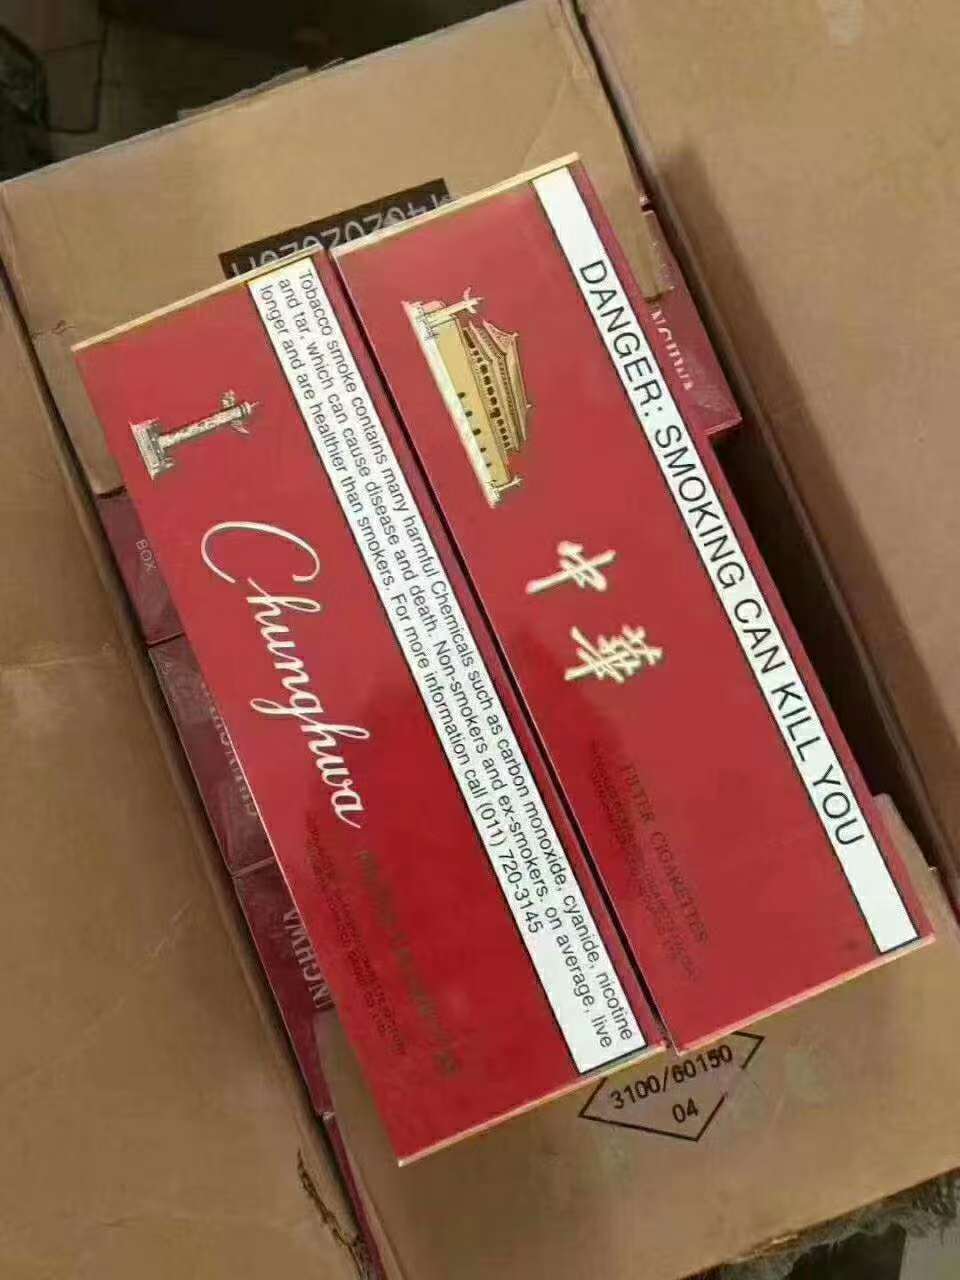 DANGER: SMOKING CAN KILL YOU
中華
FILTER CIGARETTES
Tobacco smoke contains many harmful Chemicals such as carbon monoxide, cyanide, nicotine
and tar, which can cause disease and death. Non-smokers and ex-smokers, on average, live
longer and are healthier than smokers. For more information call (011) 720-3145
Chunghwa
BOX
NGHWA
3100/60150
04